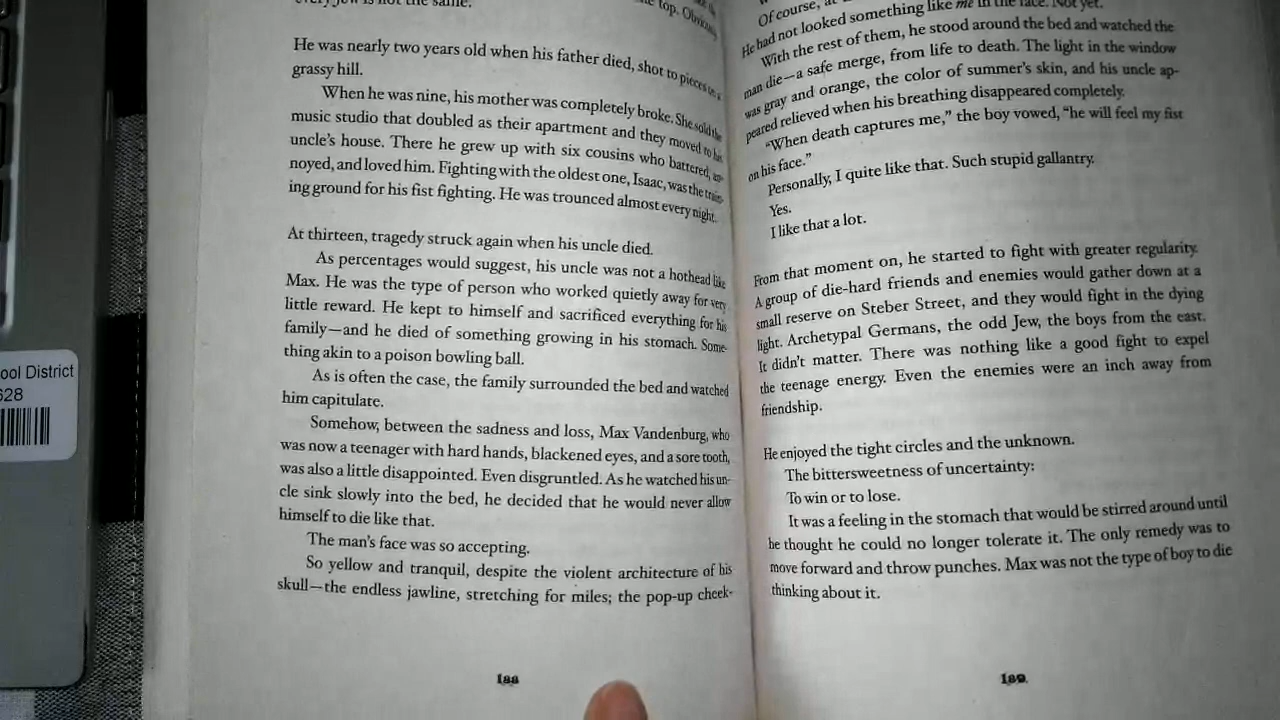 every Jew is not the same.
the top. Obviously
He was nearly two years old when his father died, shot to pieces on a
grassy hill.
When he was nine, his mother was completely broke. She sold the
music studio that doubled as their apartment and they moved to his
uncle's house. There he grew up with six cousins who battered, an-
noyed, and loved him. Fighting with the oldest one, Isaac, was the train-
ing ground for his fist fighting. He was trounced almost every night.
At thirteen, tragedy struck again when his uncle died.
As percentages would suggest, his uncle was not a hothead like
Max. He was the type of person who worked quietly away for very
little reward. He kept to himself and sacrificed everything for his
family—and he died of something growing in his stomach. Some-
thing akin to a poison bowling ball.
As is often the case, the family surrounded the bed and watched
him capitulate.
Somehow, between the sadness and loss, Max Vandenburg, who
was now a teenager with hard hands, blackened eyes, and a sore tooth,
was also a little disappointed. Even disgruntled. As he watched his un-
cle sink slowly into the bed, he decided that he would never allow
himself to die like that.
The man's face was so accepting.
So yellow and tranquil, despite the violent architecture of his
skull—the endless jawline, stretching for miles; the pop-up cheek-
188
Of course, at
He had not looked something like me in the face. Not yet.
With the rest of them, he stood around the bed and watched the
man die—a safe merge, from life to death. The light in the window
was gray and orange, the color of summer's skin, and his uncle ap-
peared relieved when his breathing disappeared completely.
"When death captures me," the boy vowed, "he will feel my fist
on his face."
Personally, I quite like that. Such stupid gallantry.
Yes.
I like that a lot.
From that moment on, he started to fight with greater regularity.
A group of die-hard friends and enemies would gather down at a
small reserve on Steber Street, and they would fight in the dying
light. Archetypal Germans, the odd Jew, the boys from the east.
It didn't matter. There was nothing like a good fight to expel
the teenage energy. Even the enemies were an inch away from
friendship.
He enjoyed the tight circles and the unknown.
The bittersweetness of uncertainty:
To win or to lose.
It was a feeling in the stomach that would be stirred around until
he thought he could no longer tolerate it. The only remedy was to
move forward and throw punches. Max was not the type of boy to die
thinking about it.
189
ool District
628